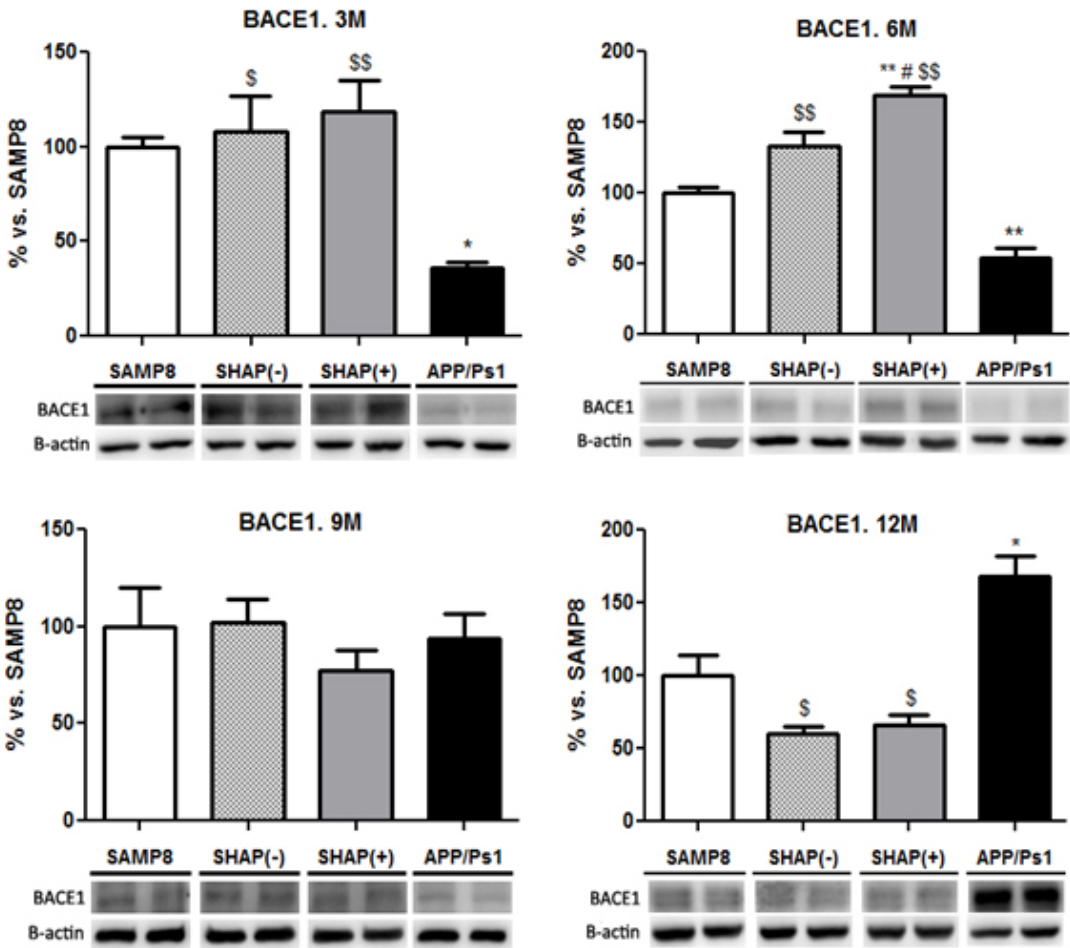 BACE1. 3M
% vs. SAMP8
150
100
50
0
$
$$
*
SAMP8 SHAP(-) SHAP(+) APP/Ps1
BACE1
B-actin
BACE1. 6M
% vs. SAMP8
200
150
100
50
0
$$
** # $$
**
SAMP8 SHAP(-) SHAP(+) APP/Ps1
BACE1
B-actin
BACE1. 9M
% vs. SAMP8
150
100
50
0
SAMP8 SHAP(-) SHAP(+) APP/Ps1
BACE1
B-actin
BACE1. 12M
% vs. SAMP8
200
150
100
50
0
$
$
*
SAMP8 SHAP(-) SHAP(+) APP/Ps1
BACE1
B-actin